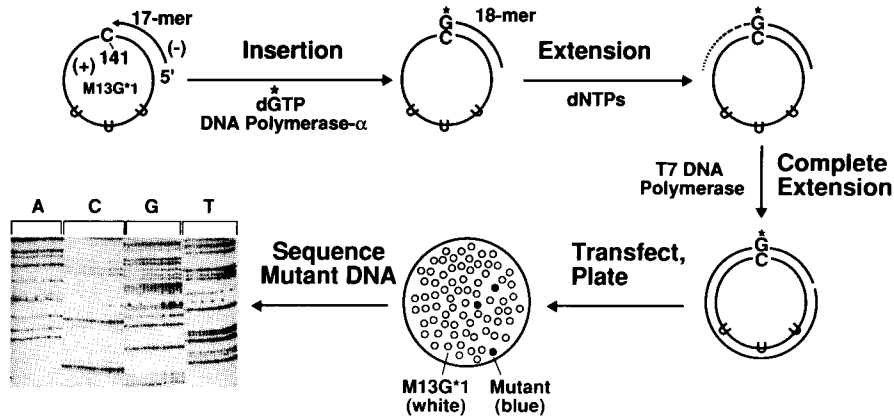 17-mer
C
141
(-)
(+)
5'
M13G*1
U
U
U
Insertion
*
dGTP
DNA Polymerase-α
*
G
C
18-mer
U
U
U
Extension
dNTPs
*
G
C
U
U
U
T7 DNA
Polymerase
Complete
Extension
*
G
C
U
U
U
Transfect,
Plate
M13G*1
(white)
Mutant
(blue)
Sequence
Mutant DNA
A C G T